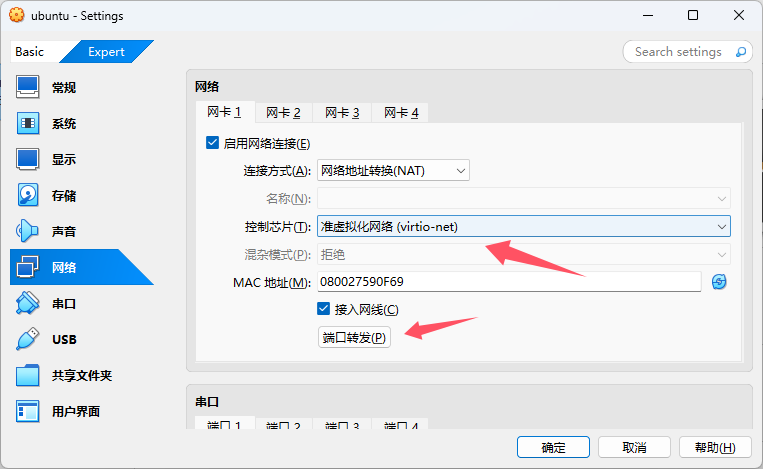 ubuntu - Settings
Basic
Expert
Search settings
常规
系统
显示
存储
声音
网络
串口
USB
共享文件夹
用户界面
网络
网卡 1
网卡 2
网卡 3
网卡 4
启用网络连接(E)
连接方式(A):
网络地址转换(NAT)
名称(N):
控制芯片(T):
准虚拟化网络 (virtio-net)
混杂模式(P):
拒绝
MAC 地址(M):
080027590F69
接入网线(C)
端口转发(P)
串口
端口 1
端口 2
端口 3
端口 4
确定
取消
帮助(H)